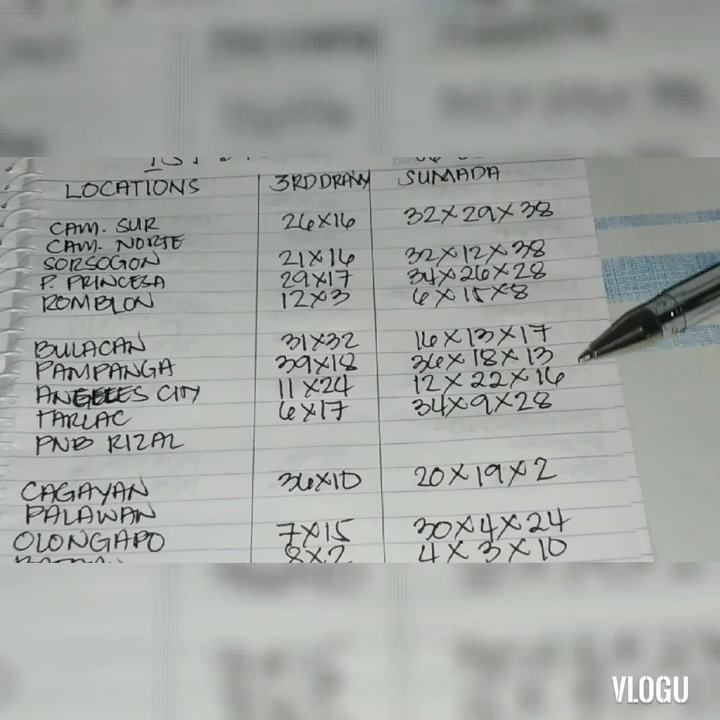 LOCATIONS 3RD DRAW SUMADA
CAM. SUR 26X16 32X29X38
CAM. NORTE
SORSOGON 21X16 32X12X38
P. PRINCESA 29X17 34X26X28
ROMBLON 12X3 6X15X8
BULACAN 31X32 16X13X17
PAMPANGA 39X18 36X18X13
ANGELES CITY 11X24 12X22X16
TARLAC 6X17 34X9X28
PNB RIZAL
CAGAYAN 36X10 20X19X2
PALAWAN
OLONGAPO 7X15 30X4X24
8X2 4X3X10
VLOGU